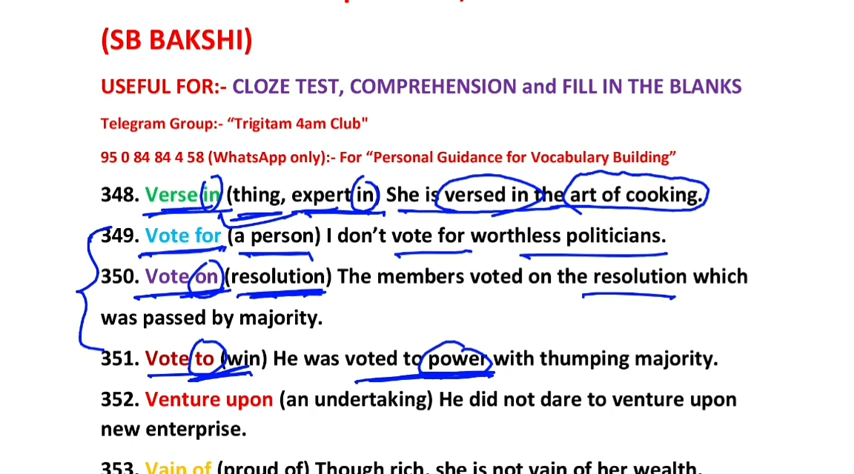 (SB BAKSHI)
USEFUL FOR:- CLOZE TEST, COMPREHENSION and FILL IN THE BLANKS
Telegram Group:- “Trigitam 4am Club"
95 0 84 84 4 58 (WhatsApp only):- For “Personal Guidance for Vocabulary Building”
348. Verse in (thing, expert in) She is versed in the art of cooking.
349. Vote for (a person) I don’t vote for worthless politicians.
350. Vote on (resolution) The members voted on the resolution which
was passed by majority.
351. Vote to (win) He was voted to power with thumping majority.
352. Venture upon (an undertaking) He did not dare to venture upon
new enterprise.
353. Vain of (proud of) Though rich, she is not vain of her wealth.